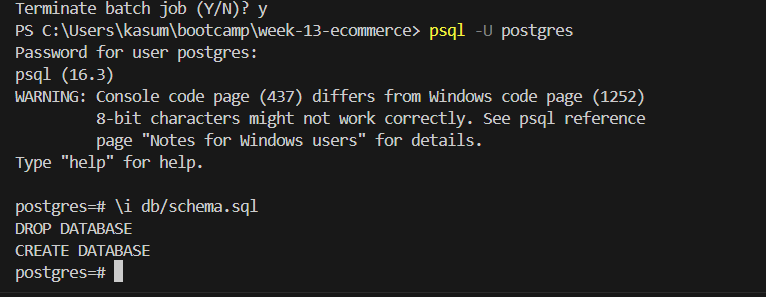 Terminate batch job (Y/N)? y
PS C:\Users\kasum\bootcamp\week-13-ecommerce> psql -U postgres
Password for user postgres:
psql (16.3)
WARNING: Console code page (437) differs from Windows code page (1252)
         8-bit characters might not work correctly. See psql reference
         page "Notes for Windows users" for details.
Type "help" for help.

postgres=# \i db/schema.sql
DROP DATABASE
CREATE DATABASE
postgres=#